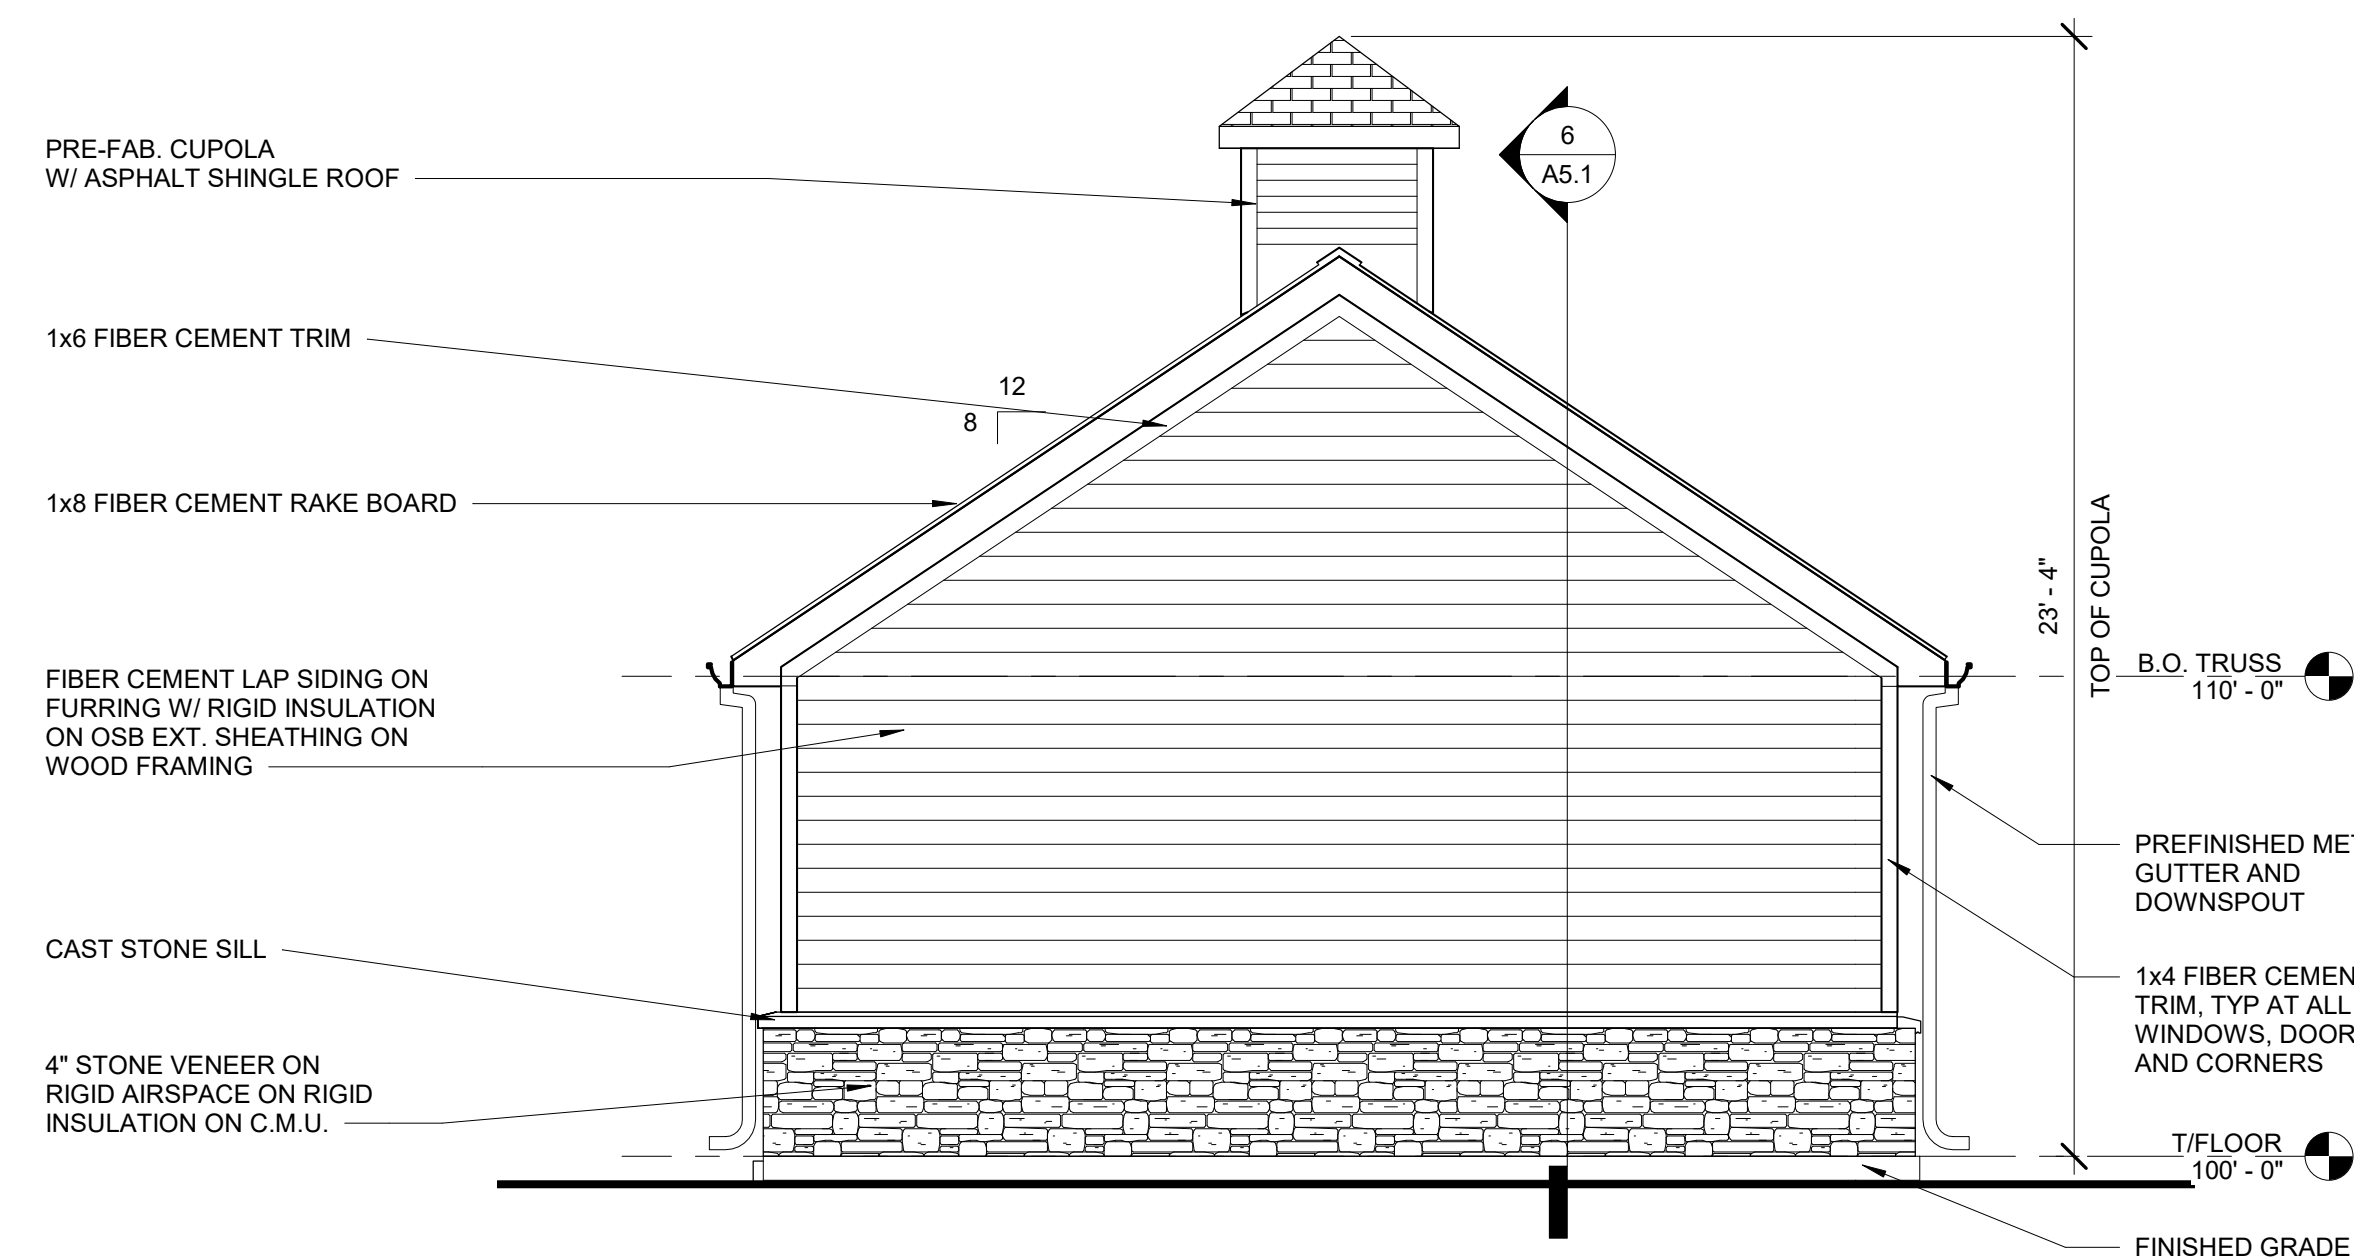 PRE-FAB. CUPOLA
W/ ASPHALT SHINGLE ROOF
6
A5.1
1x6 FIBER CEMENT TRIM
12
8
1x8 FIBER CEMENT RAKE BOARD
23' - 4"
TOP OF CUPOLA
FIBER CEMENT LAP SIDING ON
FURRING W/ RIGID INSULATION
ON OSB EXT. SHEATHING ON
WOOD FRAMING
B.O. TRUSS
110' - 0"
PREFINISHED MET
GUTTER AND
DOWNSPOUT
CAST STONE SILL
1x4 FIBER CEMEN
TRIM, TYP AT ALL
WINDOWS, DOOR
AND CORNERS
4" STONE VENEER ON
RIGID AIRSPACE ON RIGID
INSULATION ON C.M.U.
T/FLOOR
100' - 0"
FINISHED GRADE